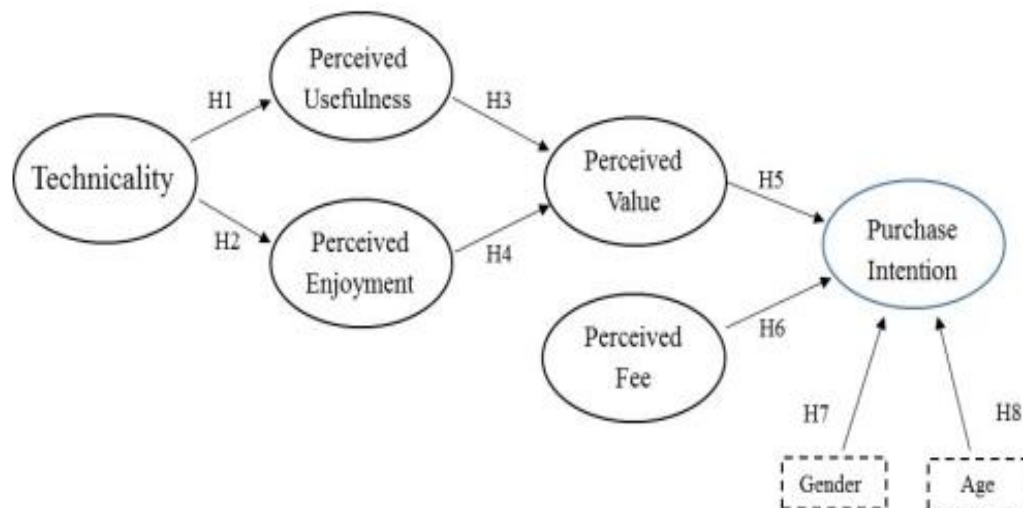 Perceived
Usefulness
H1
H3
Technicality
Perceived
Value
H5
H2
Perceived
Enjoyment
H4
Purchase
Intention
Perceived
Fee
H6
H7
H8
Gender
Age